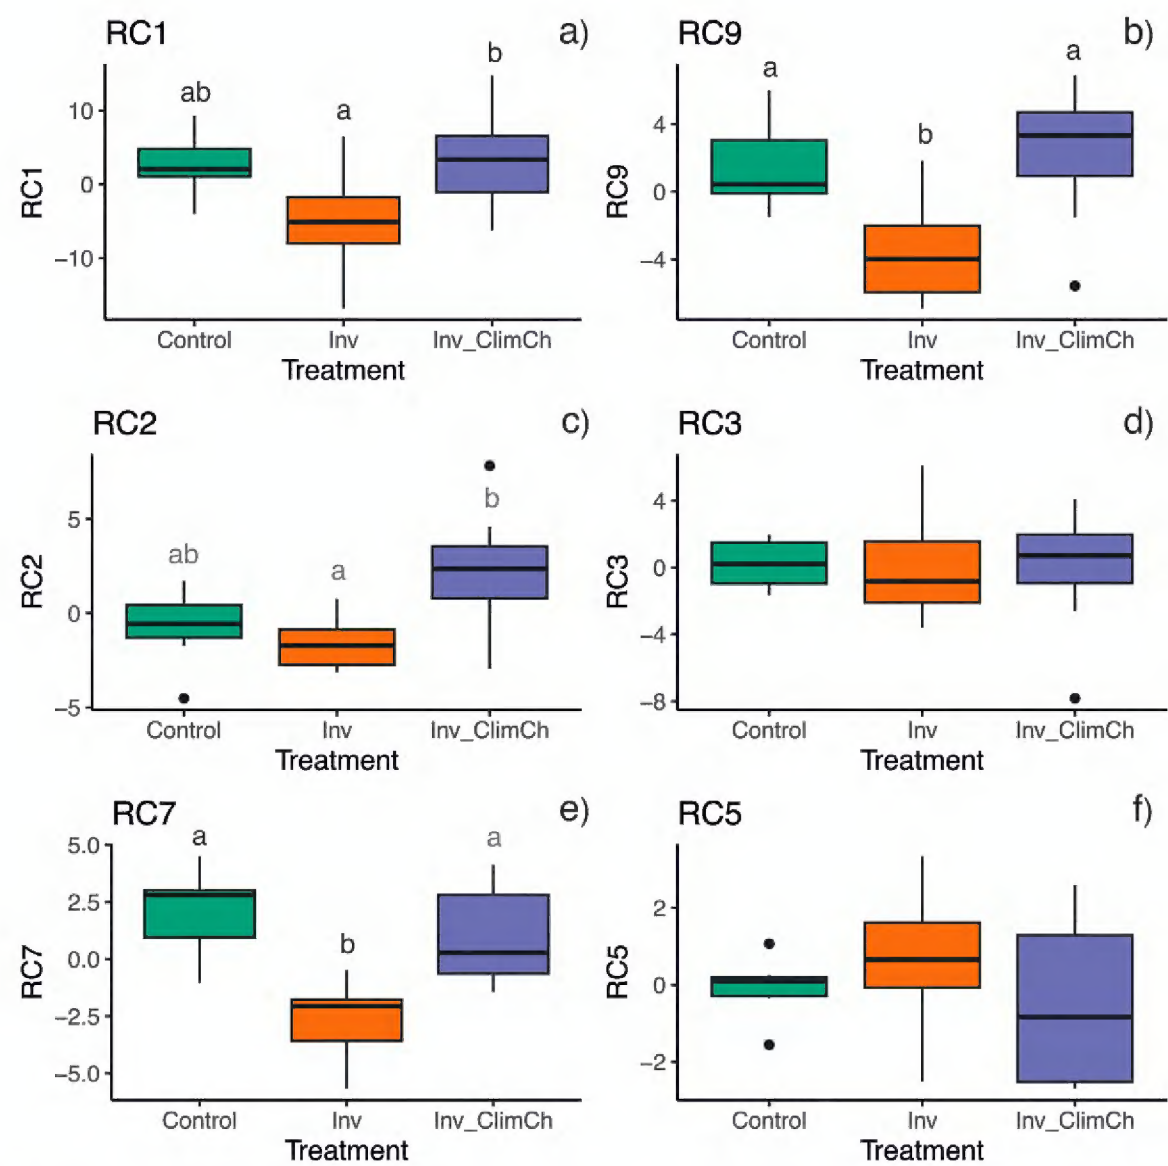 RC1 a)
b
ab
a
10
0
−10
RC1
Control Inv Inv_ClimCh
Treatment
RC9 b)
a
a
b
4
0
−4
RC9
Control Inv Inv_ClimCh
Treatment
RC2 c)
b
ab
a
5
0
−5
RC2
Control Inv Inv_ClimCh
Treatment
RC3 d)
4
0
−4
−8
RC3
Control Inv Inv_ClimCh
Treatment
RC7 e)
a
a
b
5.0
2.5
0.0
−2.5
−5.0
RC7
Control Inv Inv_ClimCh
Treatment
RC5 f)
2
0
−2
RC5
Control Inv Inv_ClimCh
Treatment